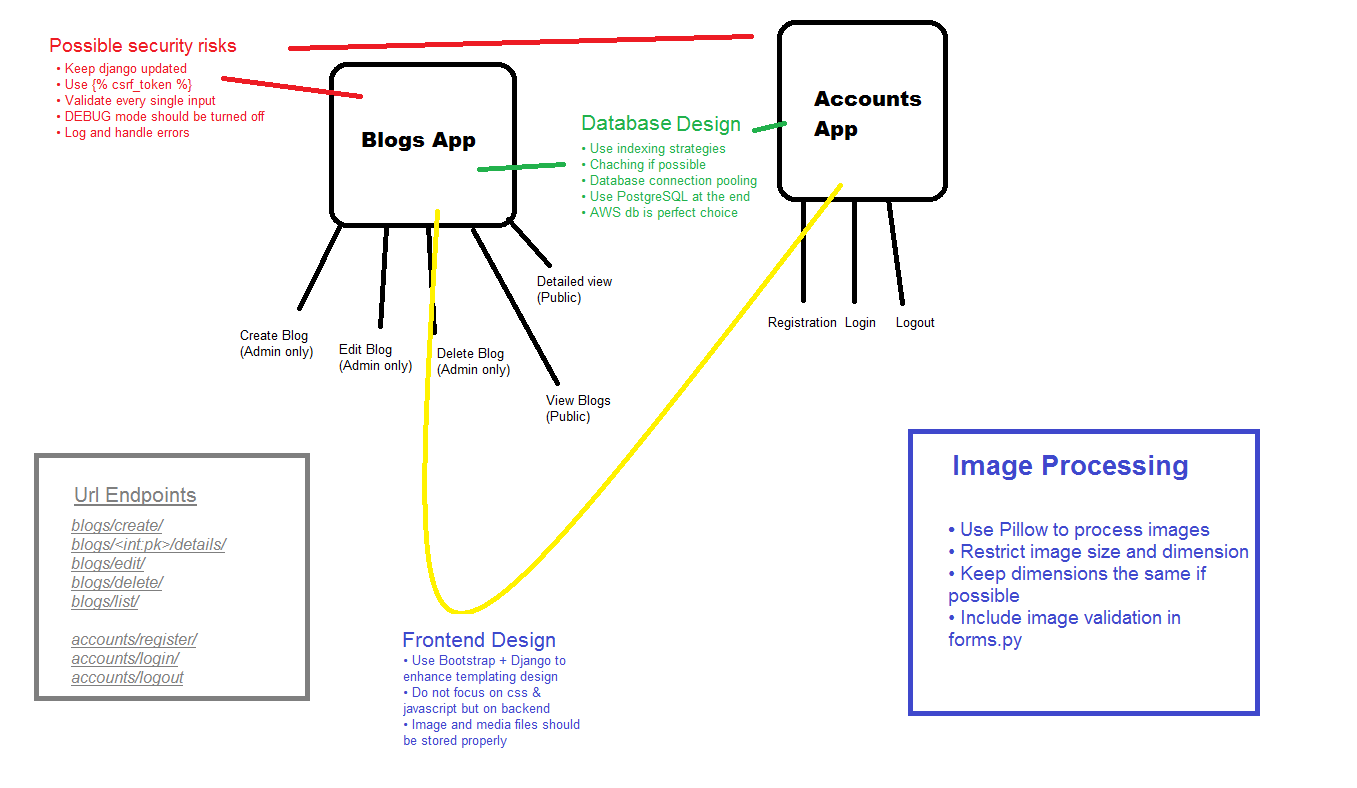 Possible security risks
• Keep django updated
• Use {% csrf_token %}
• Validate every single input
• DEBUG mode should be turned off
• Log and handle errors
Blogs App
Database Design
• Use indexing strategies
• Chaching if possible
• Database connection pooling
• Use PostgreSQL at the end
• AWS db is perfect choice
Accounts
App
Create Blog
(Admin only)
Edit Blog
(Admin only)
Delete Blog
(Admin only)
View Blogs
(Public)
Detailed view
(Public)
Registration
Login
Logout
Url Endpoints
blogs/create/
blogs/<int:pk>/details/
blogs/edit/
blogs/delete/
blogs/list/
accounts/register/
accounts/login/
accounts/logout
Frontend Design
• Use Bootstrap + Django to
enhance templating design
• Do not focus on css &
javascript but on backend
• Image and media files should
be stored properly
Image Processing
• Use Pillow to process images
• Restrict image size and dimension
• Keep dimensions the same if
possible
• Include image validation in
forms.py